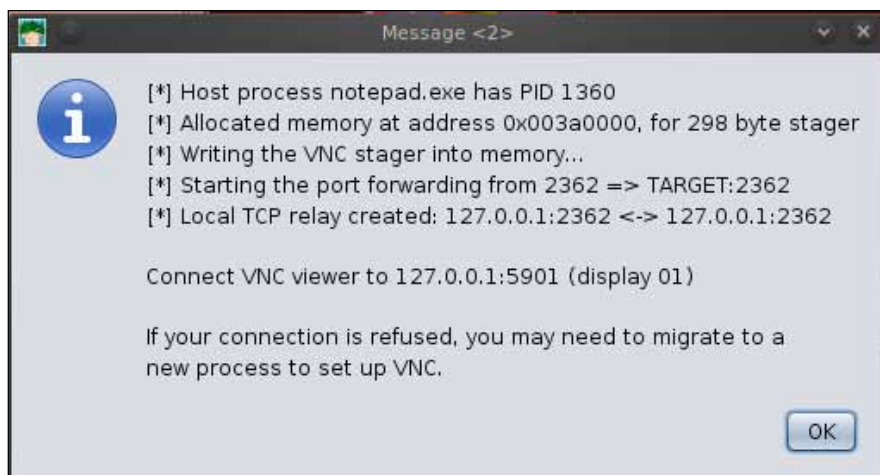 Message <2>
[*] Host process notepad.exe has PID 1360
[*] Allocated memory at address 0x003a0000, for 298 byte stager
[*] Writing the VNC stager into memory...
[*] Starting the port forwarding from 2362 => TARGET:2362
[*] Local TCP relay created: 127.0.0.1:2362 <-> 127.0.0.1:2362
Connect VNC viewer to 127.0.0.1:5901 (display 01)
If your connection is refused, you may need to migrate to a
new process to set up VNC.
OK